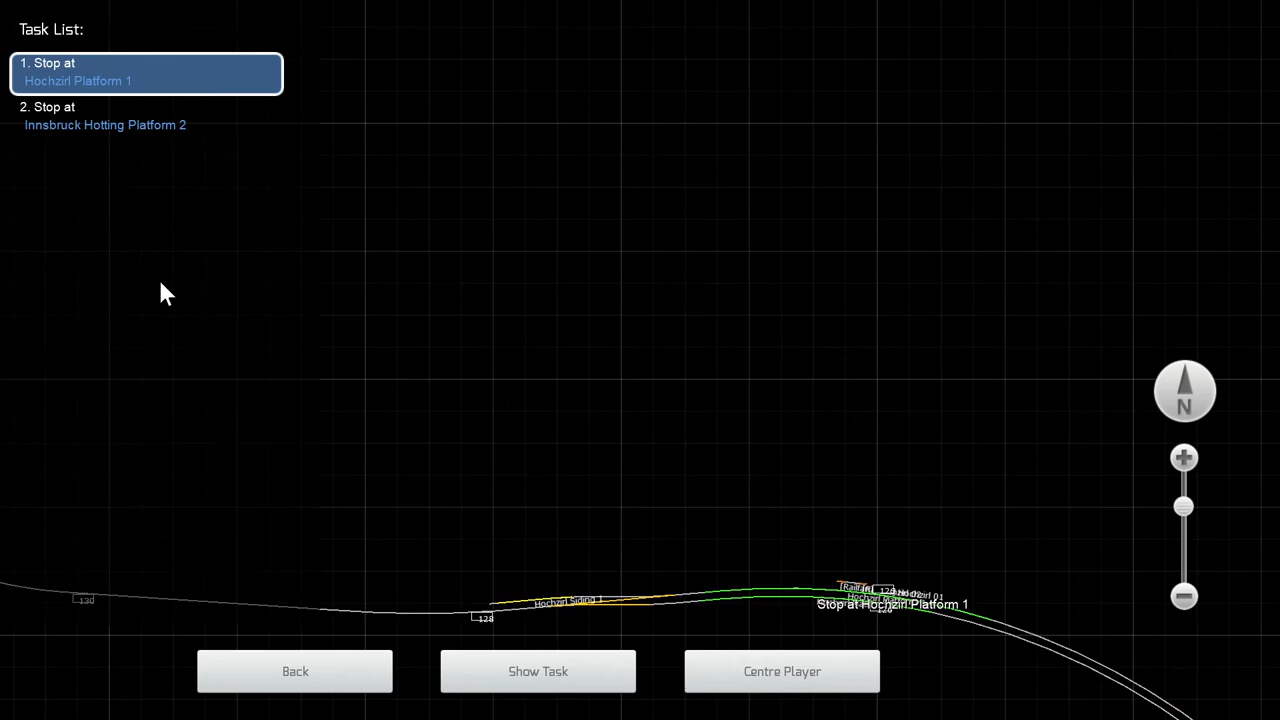 Task List:
1. Stop at
Hochzirl Platform 1
2. Stop at
Innsbruck Hotting Platform 2
N
130
Hochzirl Siding 1
128
128
Stop at Hochzirl Platform 1
Back
Show Task
Centre Player